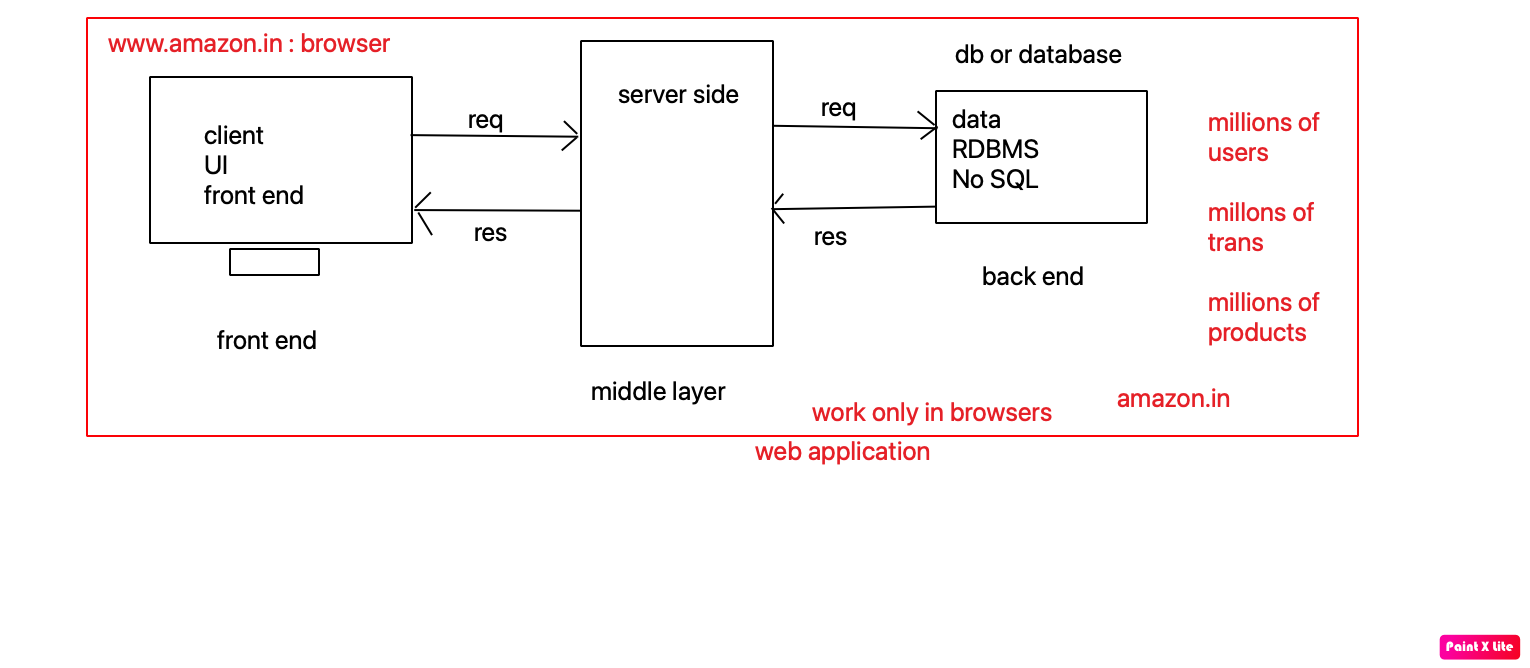 www.amazon.in : browser
client
UI
front end
front end
req
res
server side
middle layer
req
res
db or database
data
RDBMS
No SQL
back end
millions of
users
millons of
trans
millions of
products
amazon.in
work only in browsers
web application
Paint X Lite